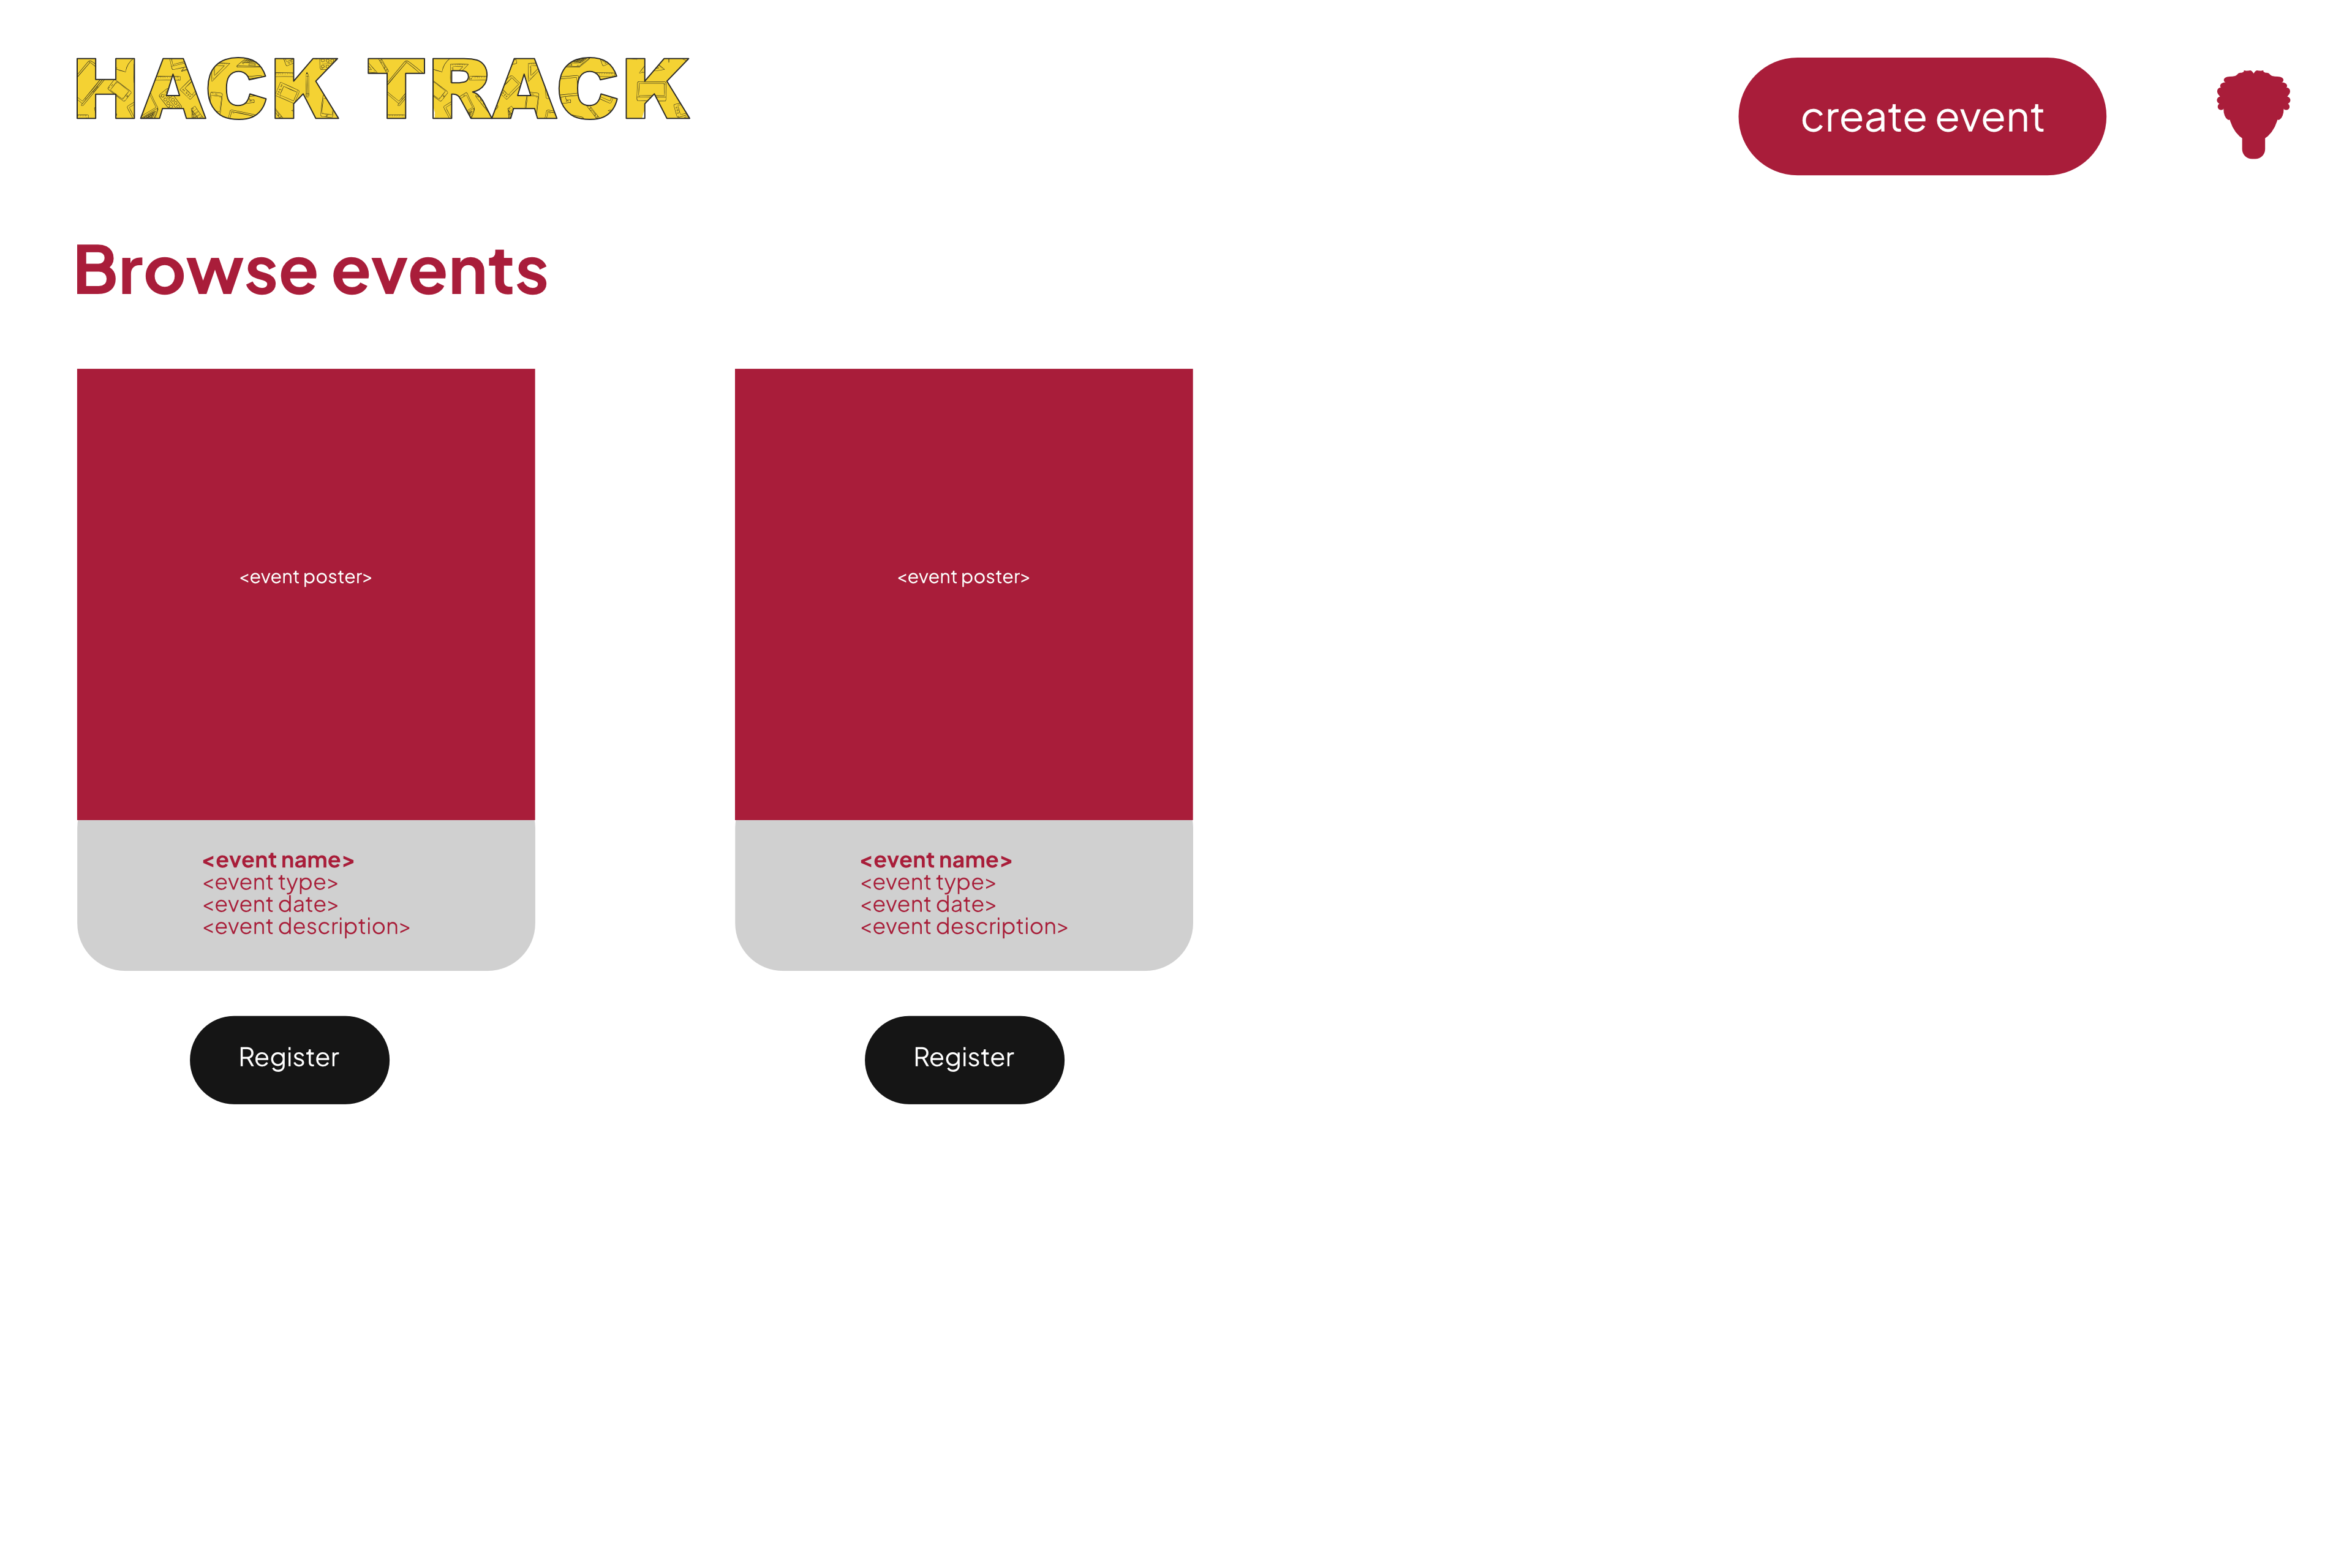 HACK TRACK
create event
Browse events
<event poster>
<event poster>
<event name>
<event type>
<event date>
<event description>
<event name>
<event type>
<event date>
<event description>
Register
Register